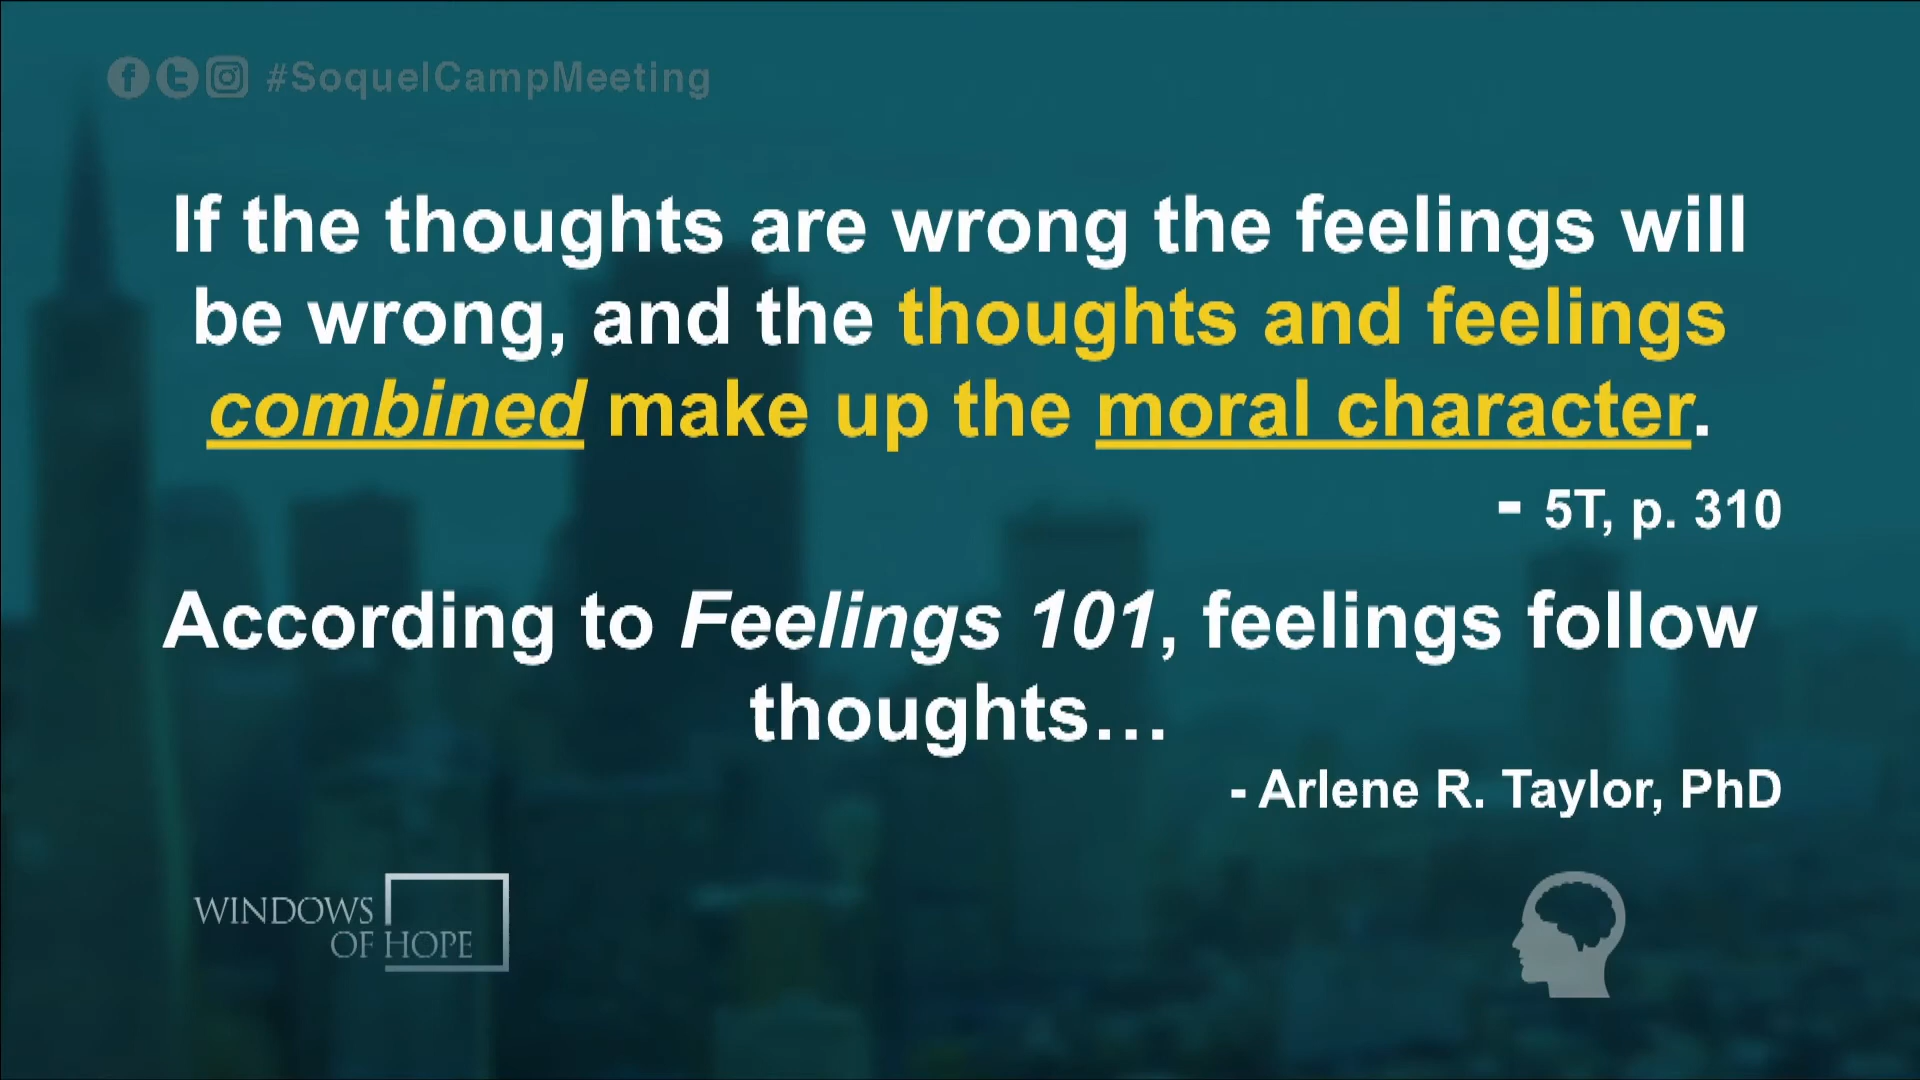 #SoquelCampMeeting
If the thoughts are wrong the feelings will
be wrong, and the thoughts and feelings
combined make up the moral character.
- 5T, p. 310
According to Feelings 101, feelings follow
thoughts…
- Arlene R. Taylor, PhD
WINDOWS
OF HOPE